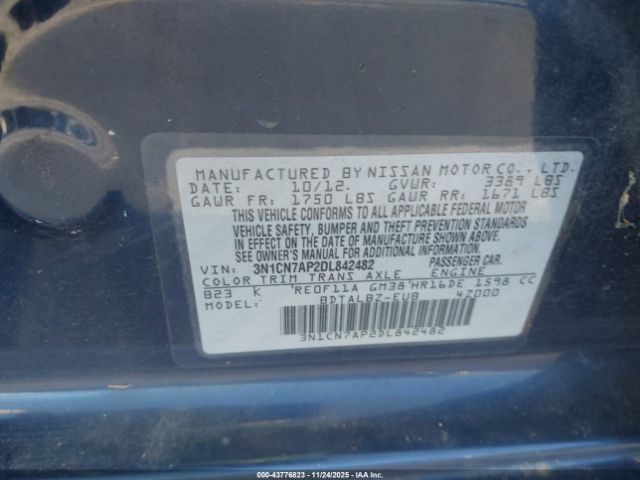 MANUFACTURED BY NISSAN MOTOR CO., LTD.
DATE: 10/12. GVWR: 3389 LBS
GAWR FR: 1750 LBS GAWR RR: 1671 LBS
THIS VEHICLE CONFORMS TO ALL APPLICABLE FEDERAL MOTOR
VEHICLE SAFETY, BUMPER AND THEFT PREVENTION STANDARDS
IN EFFECT ON THE DATE OF MANUFACTURE SHOWN ABOVE.
SEE OWNER'S MANUAL FOR ADDITIONAL INFORMATION.
VIN: 3N1CN7AP2DL842482 PASSENGER CAR.
COLOR TRIM TRANS AXLE ENGINE
B23 K RE0F11A GM38 HR16DE 1598 CC
MODEL: BDTALBZ-EUB 4Z000
3N1CN7AP2DL842482
000-43776823 - 11/24/2025 - IAA, Inc.